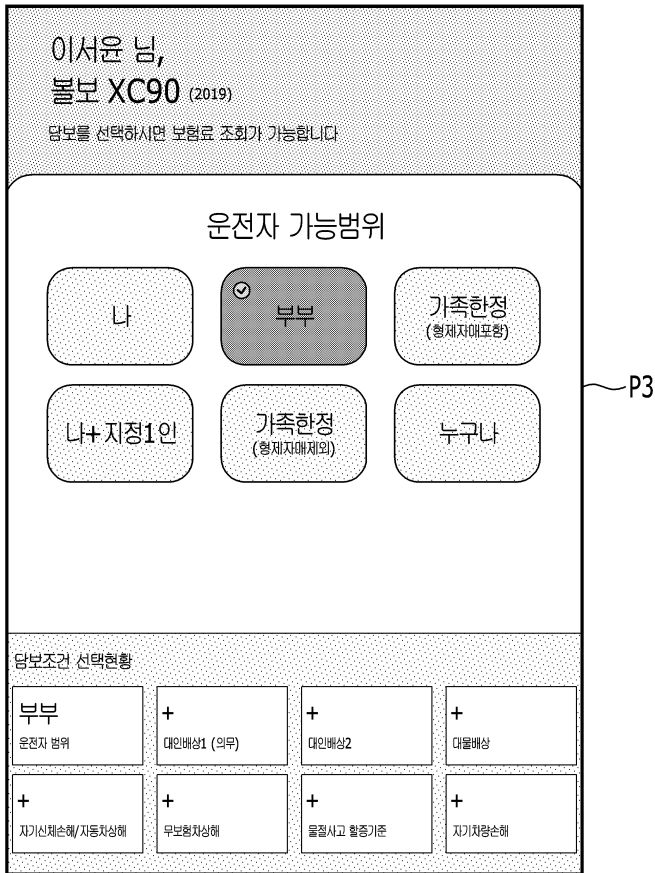 이서윤 님,
볼보 XC90 (2019)
담보를 선택하시면 보험료 조회가 가능합니다
운전자 가능범위
나
부부
가족한정
(형제자매포함)
나+지정1인
가족한정
(형제자매제외)
누구나
P3
담보조건 선택현황
부부
운전자 범위
+
대인배상1 (의무)
+
대인배상2
+
대물배상
+
자기신체손해/자동차상해
+
무보험차상해
+
물절사고 할증기준
+
자기차량손해